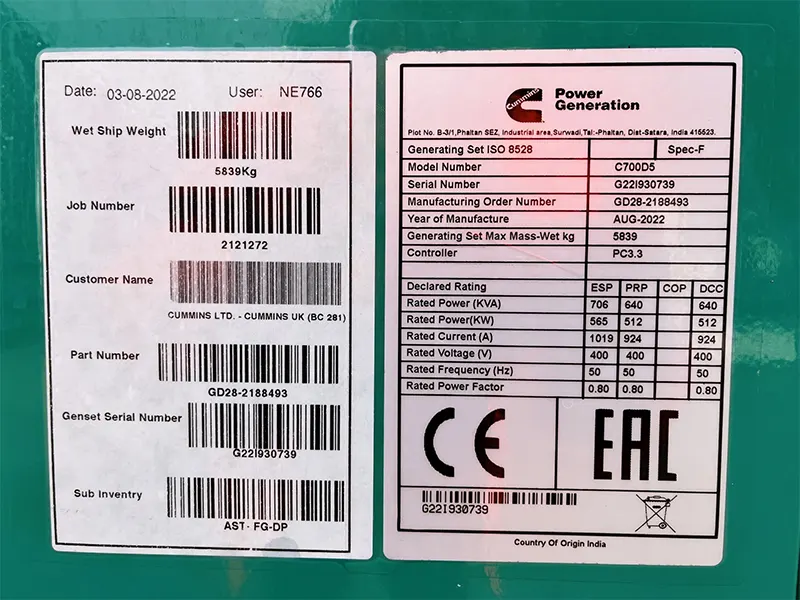 Date: 03-08-2022 User: NE766
Wet Ship Weight
5839Kg
Job Number
2121272
Customer Name
CUMMINS LTD. - CUMMINS UK (BC 281)
Part Number
GD28-2188493
Genset Serial Number
G22I930739
Sub Inventry
AST- FG-DP
Cummins
Power
Generation
Plot No. B-3/1,Phaltan SEZ, Industrial area,Surwadi,Tal:-Phaltan, Dist-Satara, India 415523.
Generating Set ISO 8528 Spec-F
Model Number C700D5
Serial Number G22I930739
Manufacturing Order Number GD28-2188493
Year of Manufacture AUG-2022
Generating Set Max Mass-Wet kg 5839
Controller PC3.3
Declared Rating ESP PRP COP DCC
Rated Power (KVA) 706 640 640
Rated Power(KW) 565 512 512
Rated Current (A) 1019 924 924
Rated Voltage (V) 400 400 400
Rated Frequency (Hz) 50 50 50
Rated Power Factor 0.80 0.80 0.80
CE EAC
G22I930739
Country Of Origin India